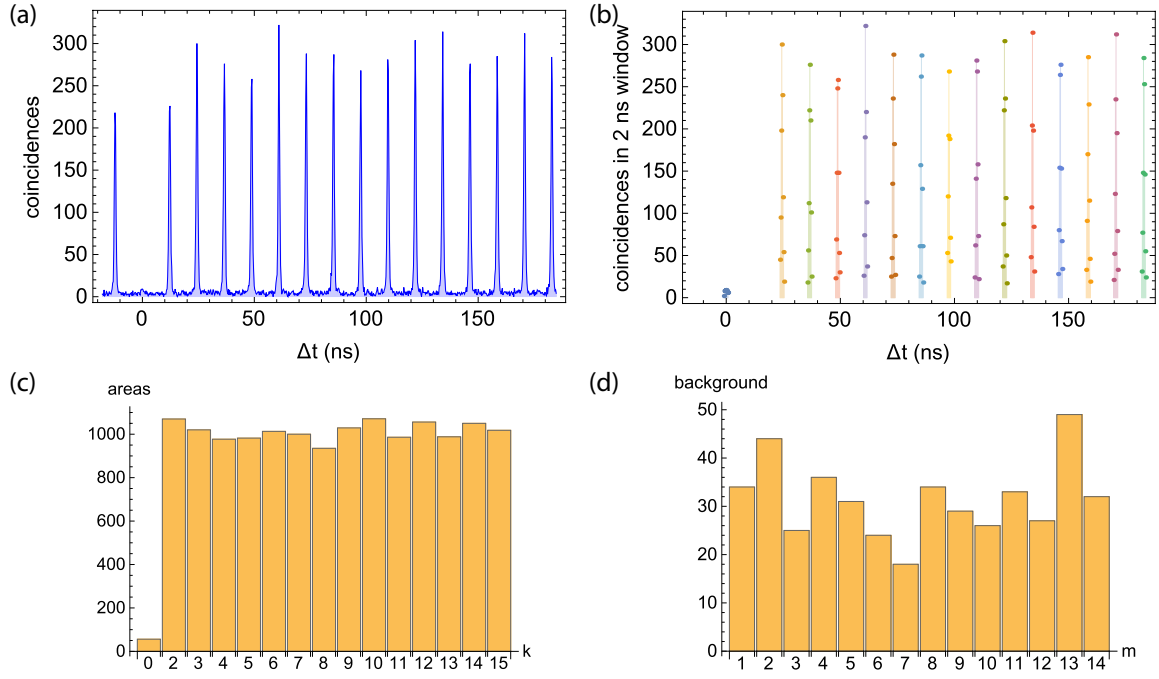 (a)
coincidences
300
250
200
150
100
50
0
0
50
100
150
Δt (ns)
(b)
coincidences in 2 ns window
300
250
200
150
100
50
0
0
50
100
150
Δt (ns)
(c)
areas
1000
800
600
400
200
0
0 2 3 4 5 6 7 8 9 10 11 12 13 14 15
k
(d)
background
50
40
30
20
10
0
1 2 3 4 5 6 7 8 9 10 11 12 13 14
m